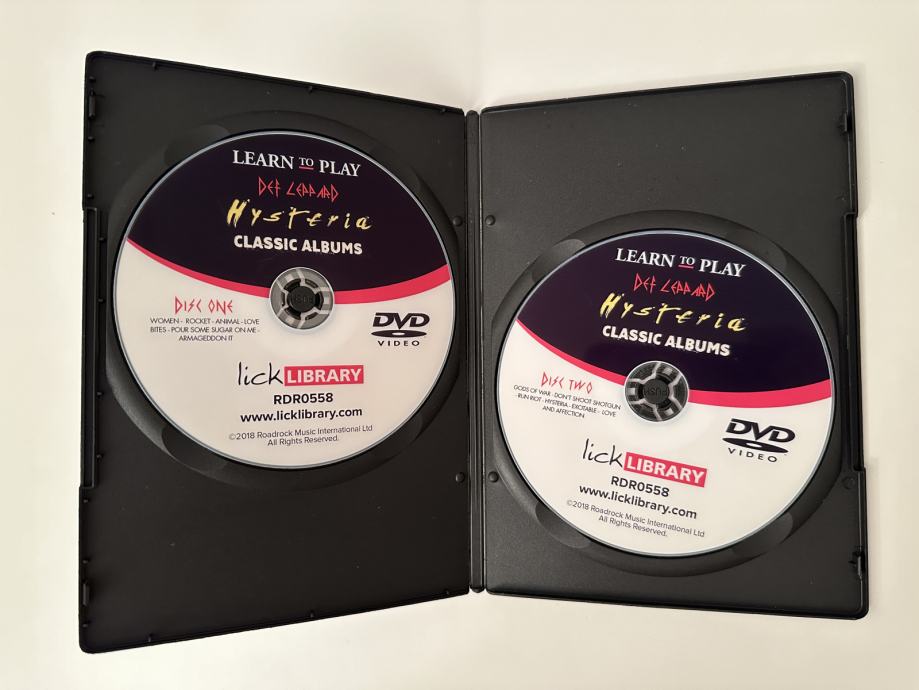 LEARN TO PLAY
DEF LEPPARD
Hysteria
CLASSIC ALBUMS
DISC ONE
WOMEN - ROCKET - ANIMAL - LOVE
BITES - POUR SOME SUGAR ON ME -
ARMAGEDDON IT
DVD
VIDEO
lick LIBRARY
RDR0558
www.licklibrary.com
©2018 Roadrock Music International Ltd
All Rights Reserved.
LEARN TO PLAY
DEF LEPPARD
Hysteria
CLASSIC ALBUMS
DISC TWO
GODS OF WAR - DON'T SHOOT SHOTGUN
- RUN RIOT - HYSTERIA - EXCITABLE - LOVE
AND AFFECTION
PUSH
DVD
VIDEO
lick LIBRARY
RDR0558
www.licklibrary.com
©2018 Roadrock Music International Ltd
All Rights Reserved.